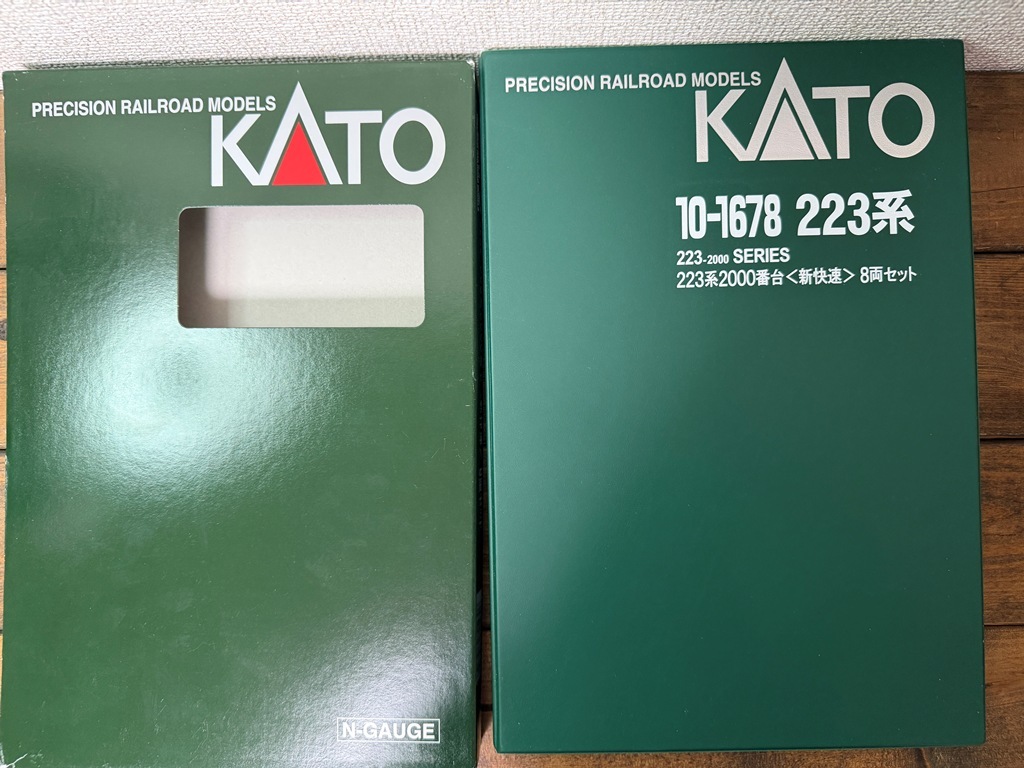 PRECISION RAILROAD MODELS
KATO
N-GAUGE
PRECISION RAILROAD MODELS
KATO
10-1678 223系
223-2000 SERIES
223系2000番台<新快速> 8両セット